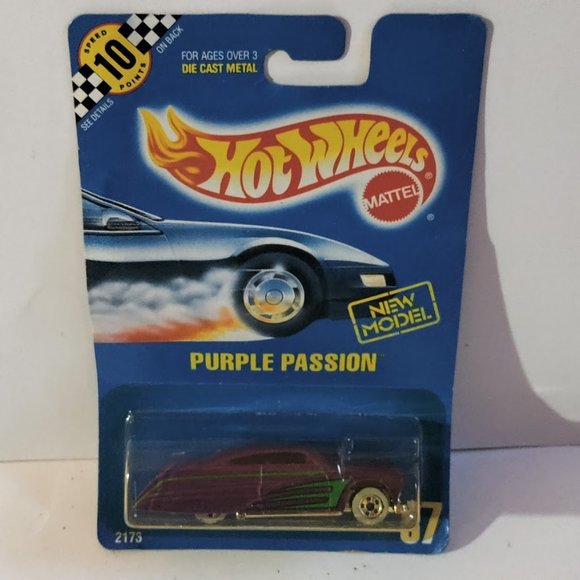 SPEED
10
POINTS
SEE DETAILS
ON BACK
FOR AGES OVER 3
DIE CAST METAL
HOT WHEELS ®
MATTEL ®
NEW
MODEL
PURPLE PASSION™
2173